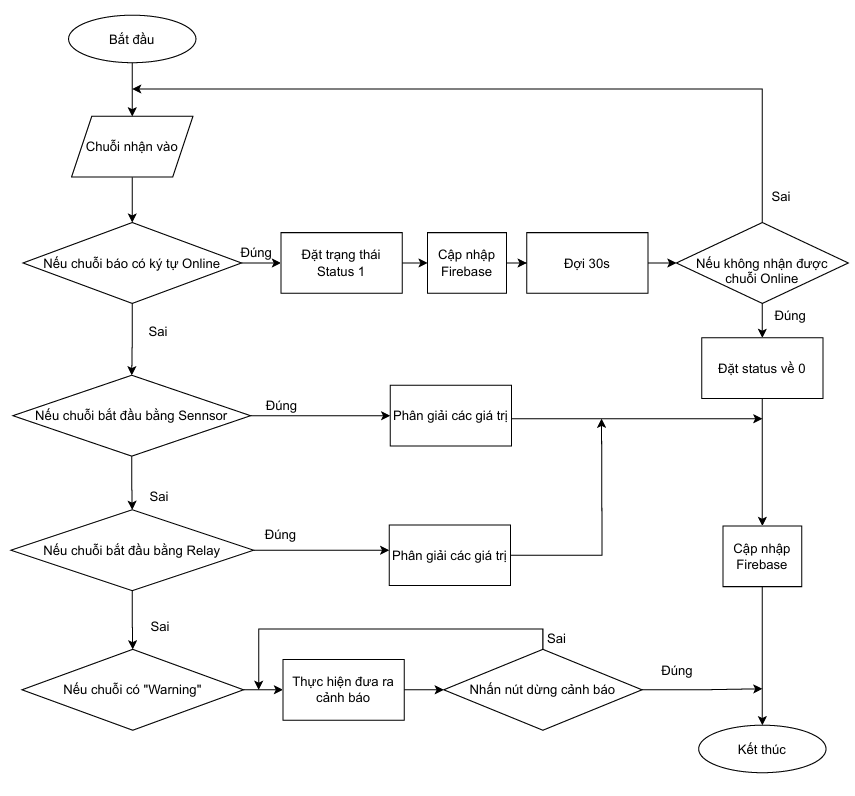 Bắt đầu
Chuỗi nhận vào
Sai
Nếu chuỗi báo có ký tự Online
Đúng
Đặt trạng thái
Status 1
Cập nhập
Firebase
Đợi 30s
Nếu không nhận được
chuỗi Online
Đúng
Sai
Đặt status về 0
Nếu chuỗi bắt đầu bằng Sennsor
Đúng
Phân giải các giá trị
Sai
Nếu chuỗi bắt đầu bằng Relay
Đúng
Phân giải các giá trị
Cập nhập
Firebase
Sai
Nếu chuỗi có "Warning"
Thực hiện đưa ra
cảnh báo
Sai
Nhấn nút dừng cảnh báo
Đúng
Kết thúc